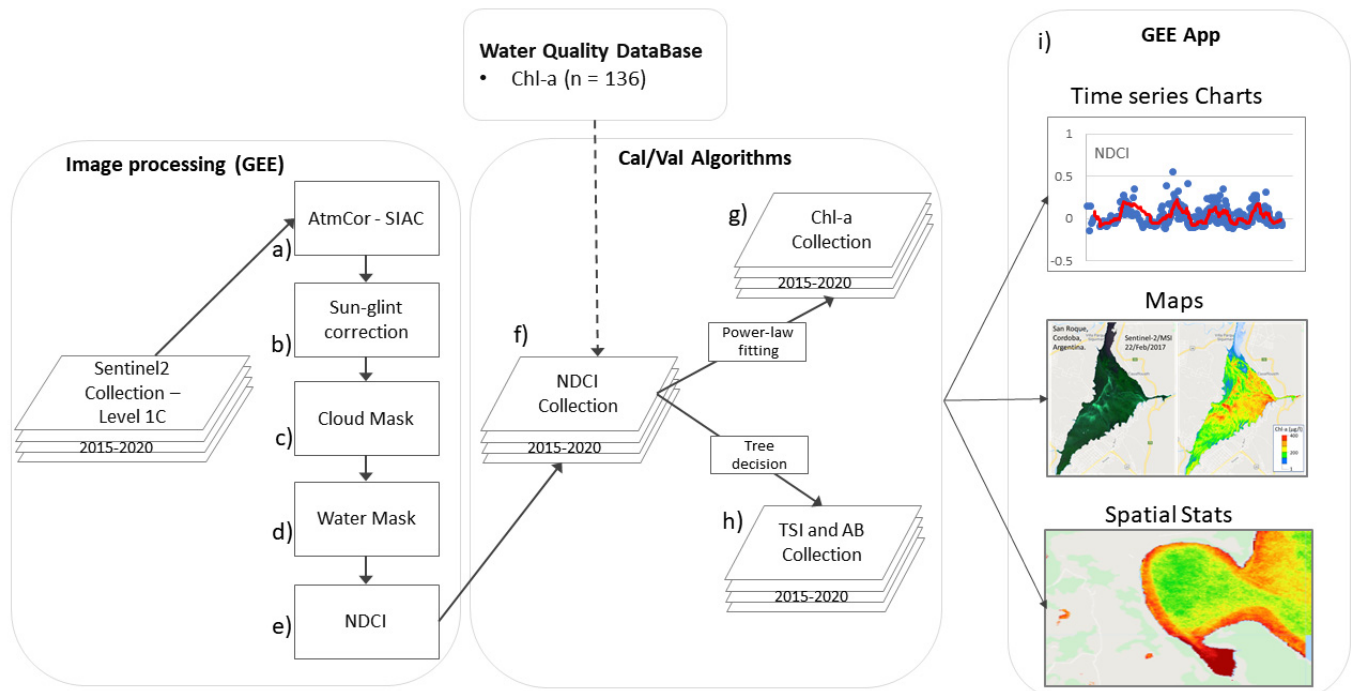 Water Quality DataBase
• Chl-a (n = 136)
Image processing (GEE)
AtmCor - SIAC
a)
Sun-glint
correction
b)
Sentinel2
Collection –
Level 1C
2015-2020
Cloud Mask
c)
Water Mask
d)
NDCI
e)
Cal/Val Algorithms
f)
NDCI
Collection
2015-2020
g)
Chl-a
Collection
2015-2020
Power-law
fitting
Tree
decision
h)
TSI and AB
Collection
2015-2020
i)
GEE App
Time series Charts
1
NDCI
0.5
0
-0.5
Maps
San Roque,
Cordoba,
Argentina.
Sentinel-2/MSI
22/Feb/2017
Chl a (µg/l)
400
200
1
Spatial Stats